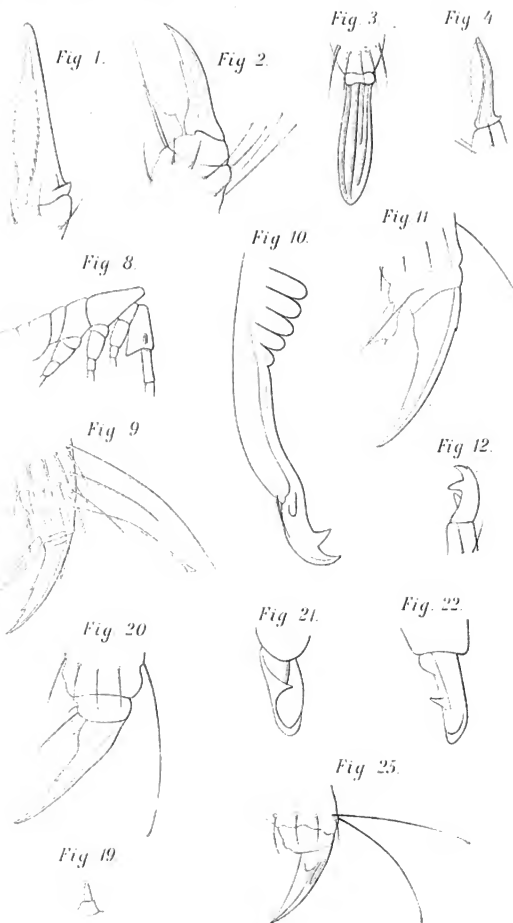 Fig 1.
Fig 2.
Fig 3.
Fig 4
Fig 8.
Fig 10.
Fig 11
Fig 9
Fig 12.
Fig 20
Fig 21.
Fig. 22.
Fig 25.
Fig 19.